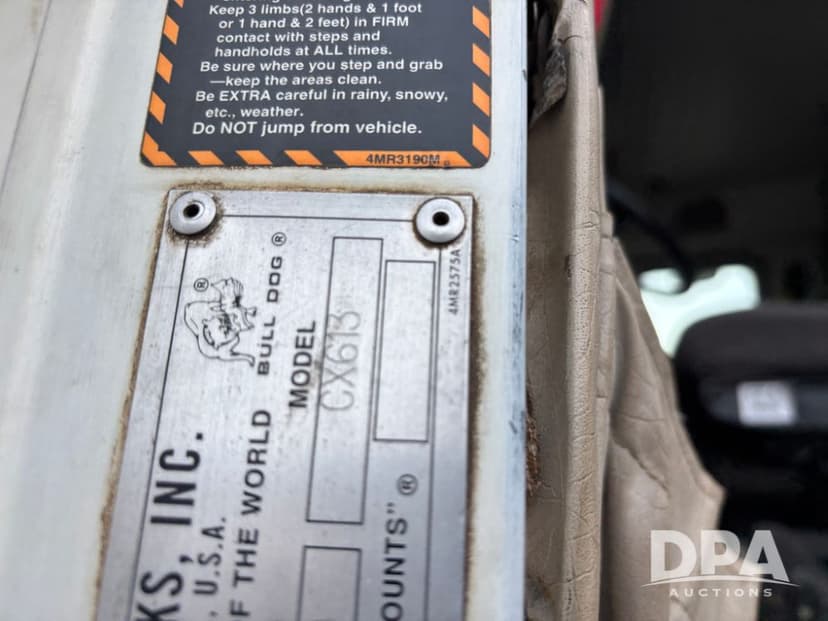 Keep 3 limbs(2 hands & 1 foot
or 1 hand & 2 feet) in FIRM
contact with steps and
handholds at ALL times.
Be sure where you step and grab
—keep the areas clean.
Be EXTRA careful in rainy, snowy,
etc., weather.
Do NOT jump from vehicle.
4MR3190M
KS, INC.
, U.S.A.
F THE WORLD
®
BULL DOG ®
MODEL
CX613
OUNTS" ®
4MR2575A
DPA
AUCTIONS